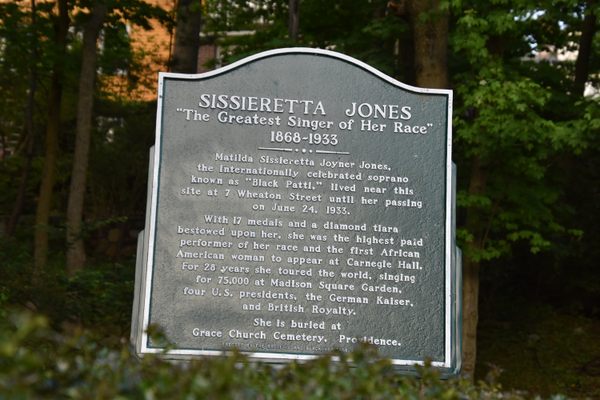 SISSIERETTA JONES
"The Greatest Singer of Her Race"
1868-1933
Matilda Sissieretta Joyner Jones,
the internationally celebrated soprano
known as "Black Patti," lived near this
site at 7 Wheaton Street until her passing
on June 24, 1933.
With 17 medals and a diamond tiara
bestowed upon her, she was the highest paid
performer of her race and the first African
American woman to appear at Carnegie Hall.
For 28 years she toured the world, singing
for 75,000 at Madison Square Garden,
four U.S. presidents, the German Kaiser,
and British Royalty.
She is buried at
Grace Church Cemetery, Providence.